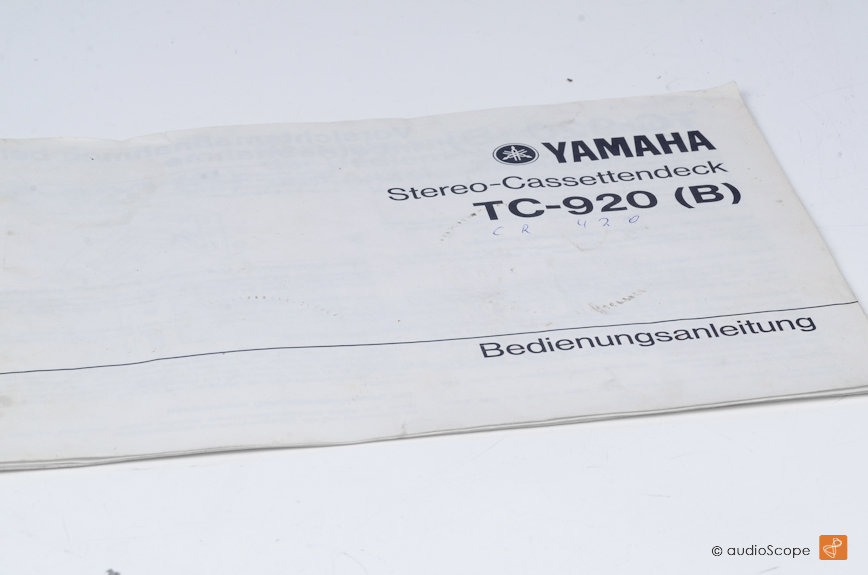 YAMAHA
Stereo-Cassettendeck
TC-920 (B)
CR 420
Bedienungsanleitung
© audioScope